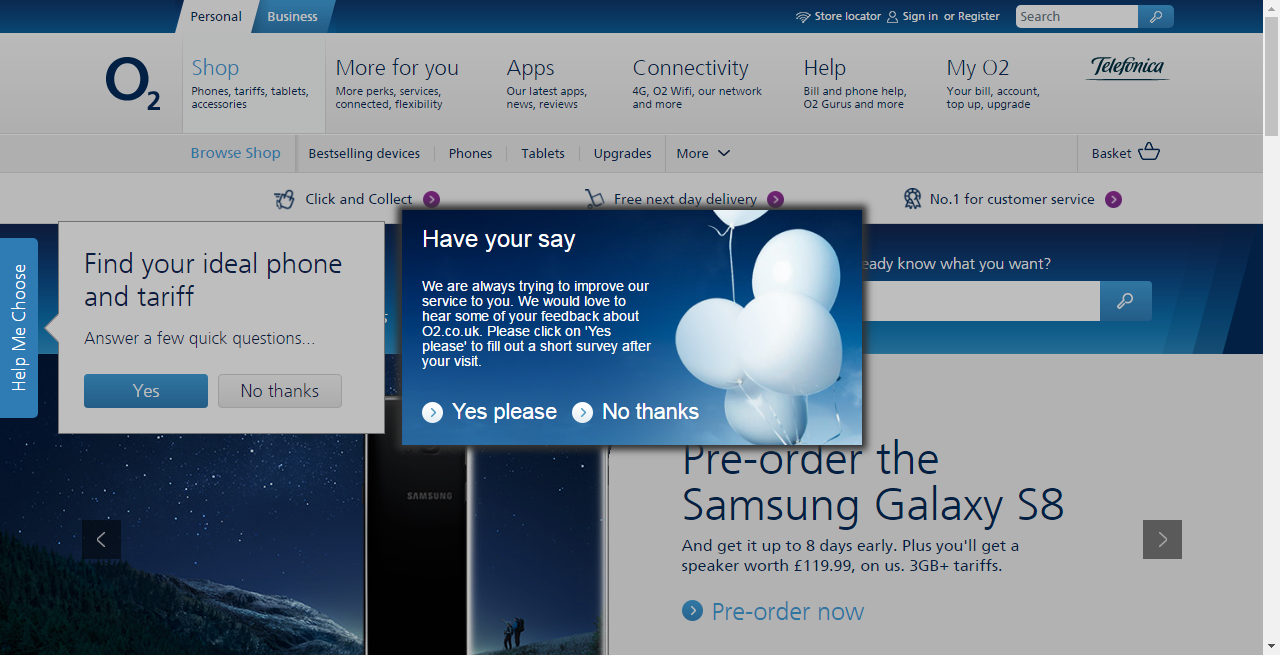 Personal
Business
Store locator
Sign in or Register
Search
O2
Shop
Phones, tariffs, tablets,
accessories
More for you
More perks, services,
connected, flexibility
Apps
Our latest apps,
news, reviews
Connectivity
4G, O2 Wifi, our network
and more
Help
Bill and phone help,
O2 Gurus and more
My O2
Your bill, account,
top up, upgrade
Telefónica
Browse Shop
Bestselling devices
Phones
Tablets
Upgrades
More
Basket
Click and Collect
Free next day delivery
No.1 for customer service
Help Me Choose
Find your ideal phone
and tariff
Answer a few quick questions...
Yes
No thanks
Have your say
We are always trying to improve our
service to you. We would love to
hear some of your feedback about
O2.co.uk. Please click on 'Yes
please' to fill out a short survey after
your visit.
Yes please
No thanks
know what you want?
SAMSUNG
Pre-order the
Samsung Galaxy S8
And get it up to 8 days early. Plus you'll get a
speaker worth £119.99, on us. 3GB+ tariffs.
Pre-order now